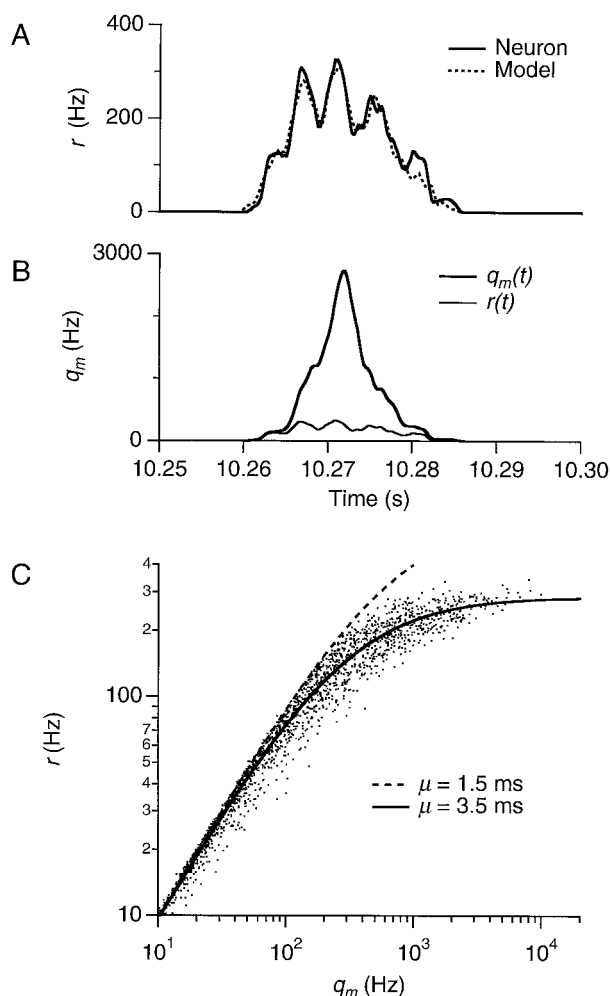 A
400
200
0
r (Hz)
Neuron
Model
B
3000
0
q_m (Hz)
q_m(t)
r(t)
10.25 10.26 10.27 10.28 10.29 10.30
Time (s)
C
4
3
2
100
7
6
5
4
3
2
10
r (Hz)
μ = 1.5 ms
μ = 3.5 ms
10^1 10^2 10^3 10^4
q_m (Hz)